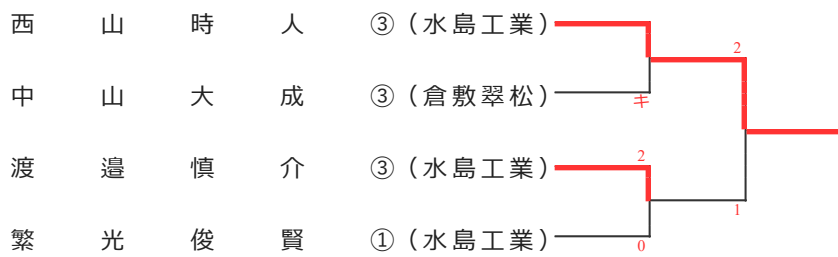 西山時人 ③（水島工業）
2
中山大成 ③（倉敷翠松）
キ
渡邉慎介 ③（水島工業）
2
1
繁光俊賢 ①（水島工業）
0